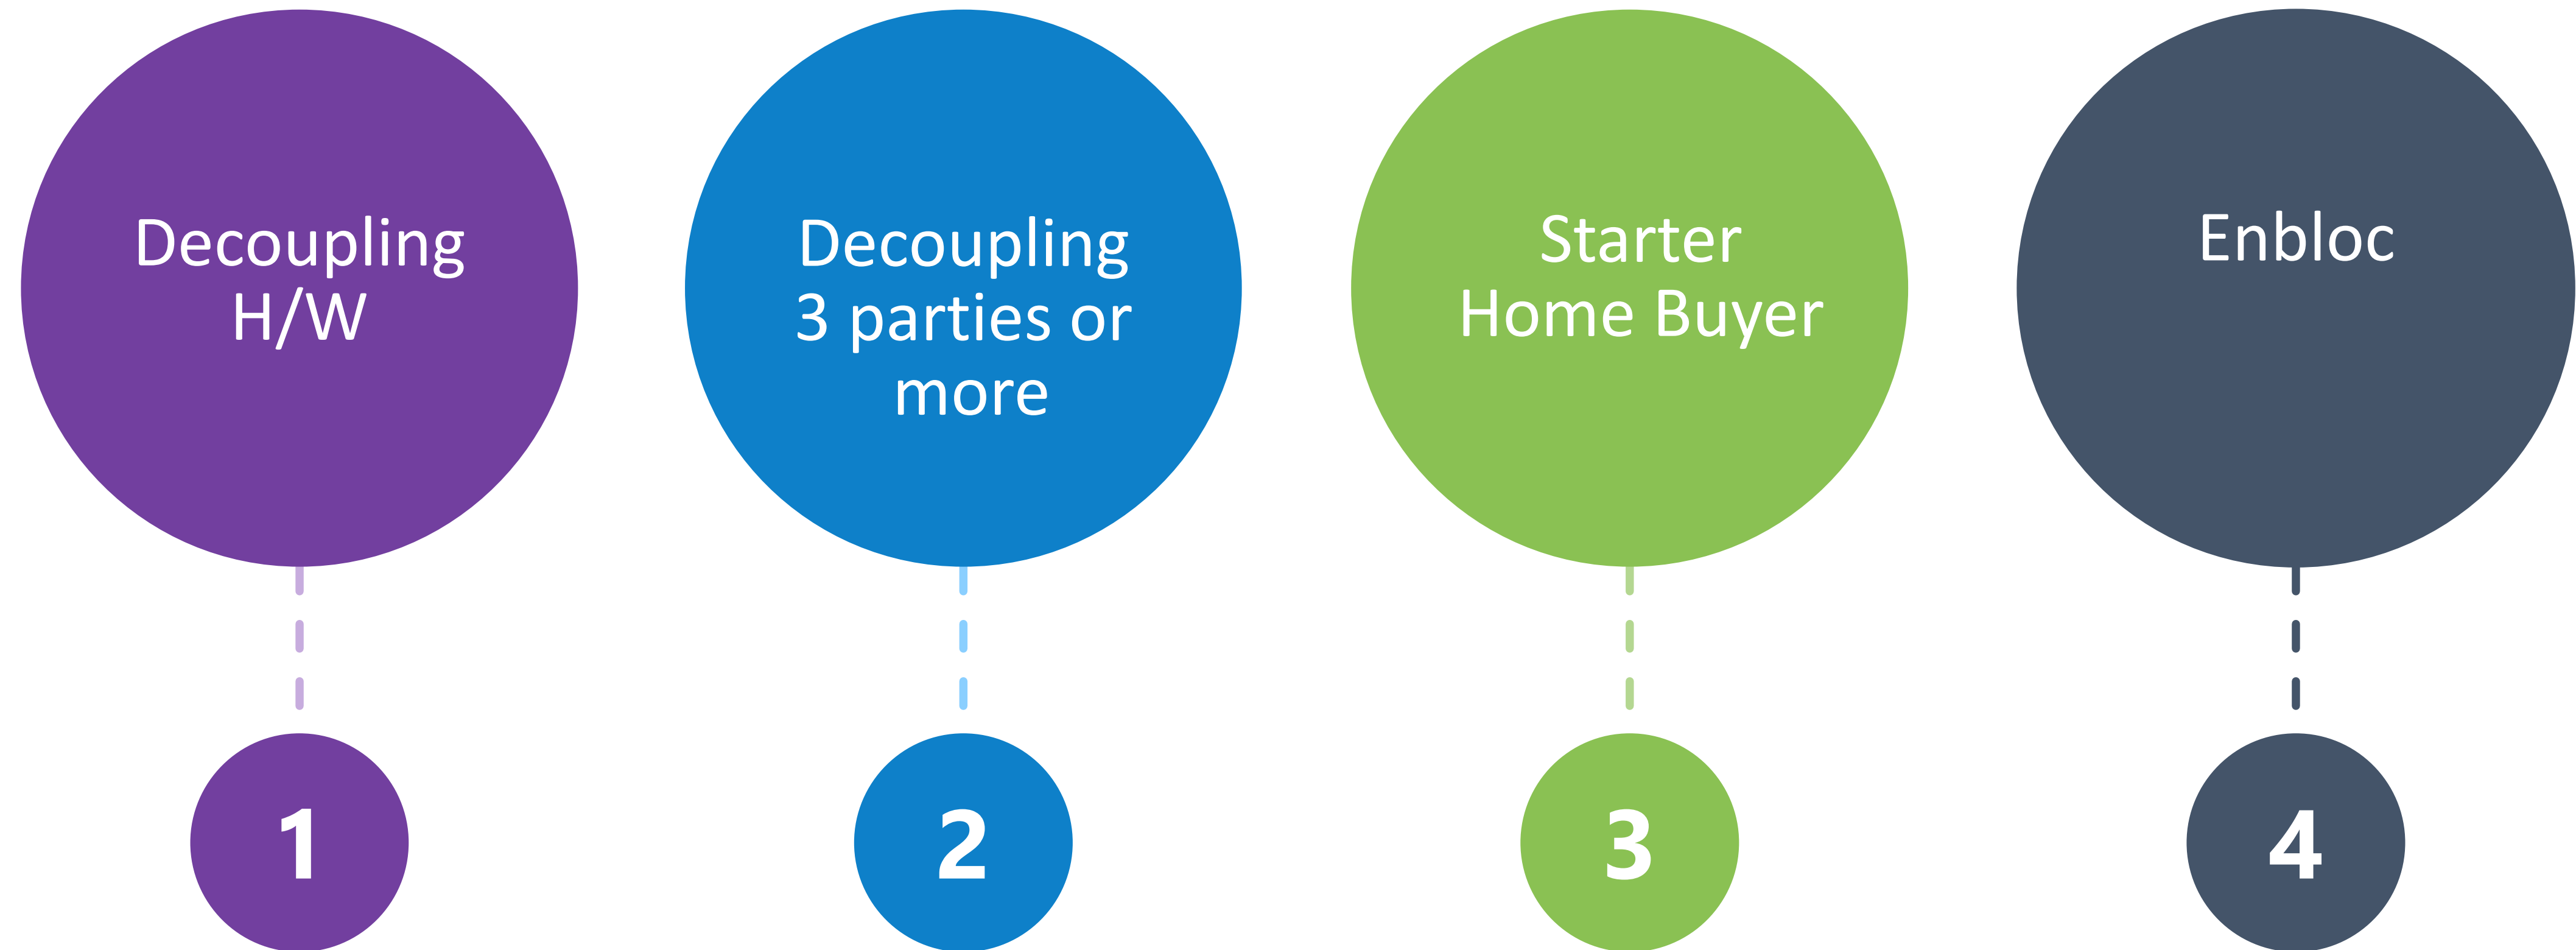 Decoupling
H/W
1
Decoupling
3 parties or
more
2
Starter
Home Buyer
3
Enbloc
4